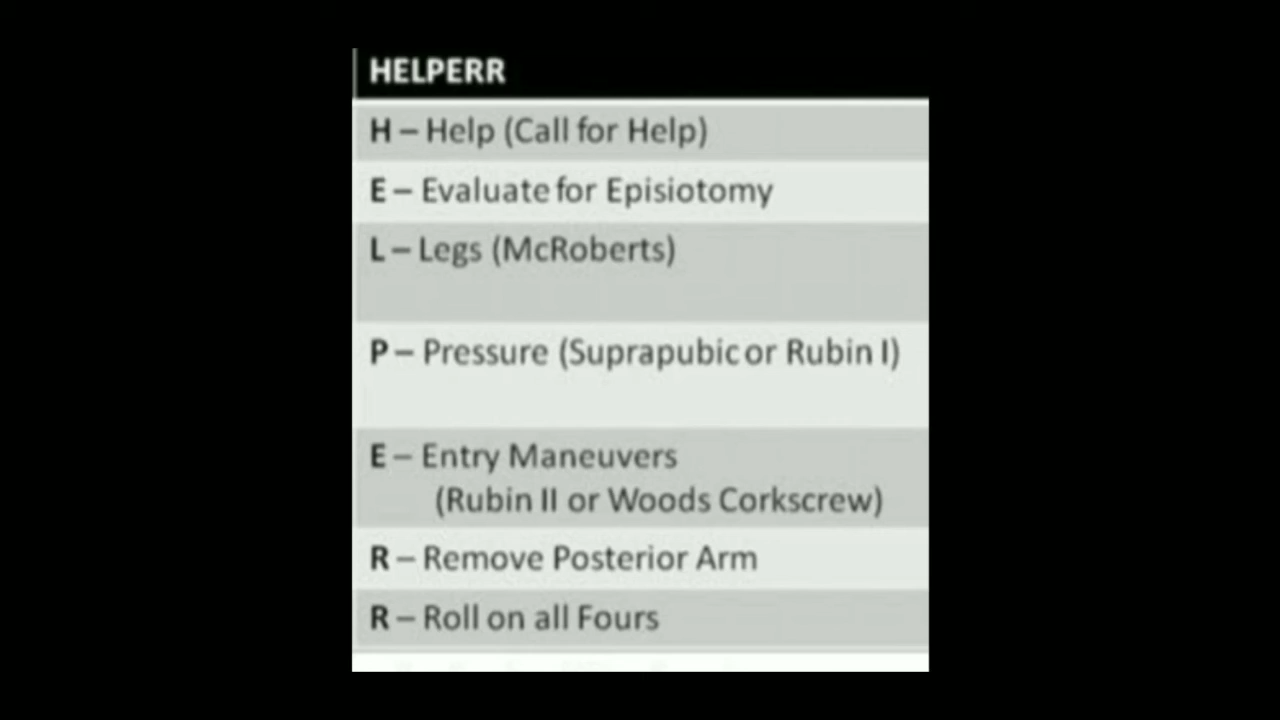 HELPERR
H – Help (Call for Help)
E – Evaluate for Episiotomy
L – Legs (McRoberts)
P – Pressure (Suprapubic or Rubin I)
E – Entry Maneuvers
(Rubin II or Woods Corkscrew)
R – Remove Posterior Arm
R – Roll on all Fours